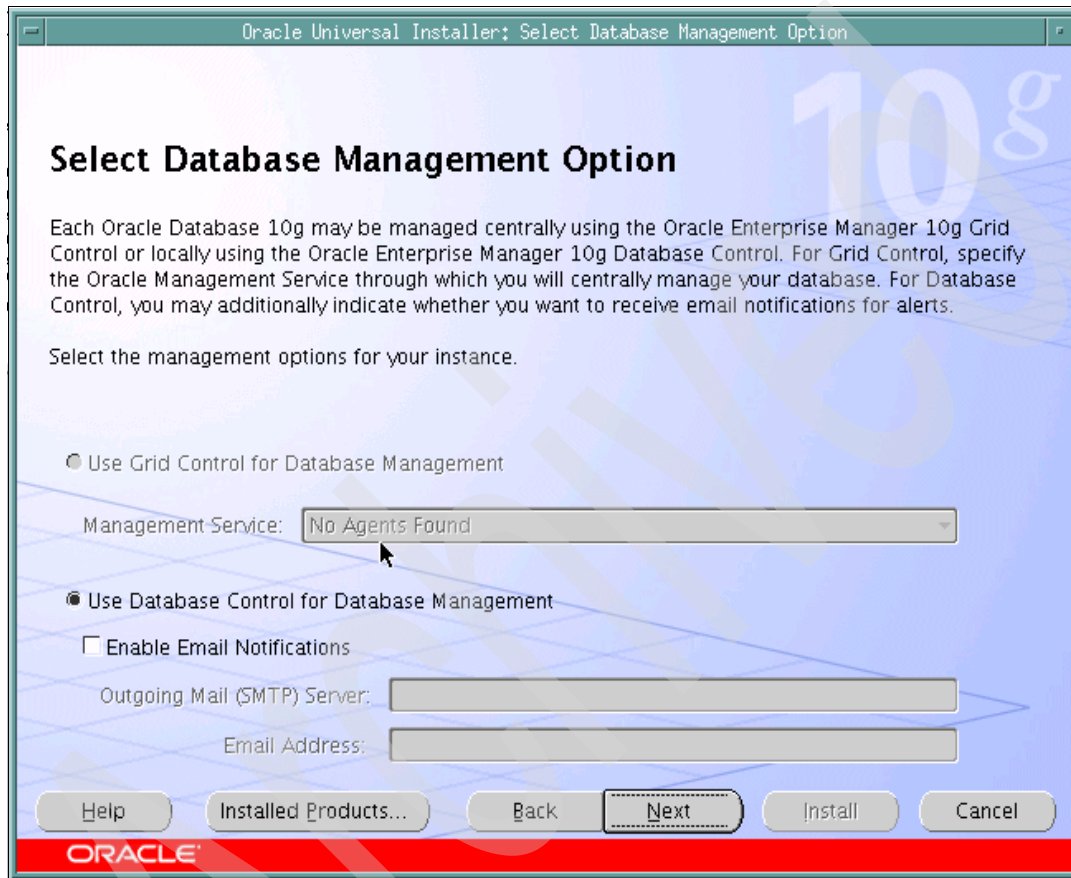 Oracle Universal Installer: Select Database Management Option
10g
Select Database Management Option
Each Oracle Database 10g may be managed centrally using the Oracle Enterprise Manager 10g Grid
Control or locally using the Oracle Enterprise Manager 10g Database Control. For Grid Control, specify
the Oracle Management Service through which you will centrally manage your database. For Database
Control, you may additionally indicate whether you want to receive email notifications for alerts.
Select the management options for your instance.
Use Grid Control for Database Management
Management Service: No Agents Found
Use Database Control for Database Management
Enable Email Notifications
Outgoing Mail (SMTP) Server:
Email Address:
Help Installed Products... Back Next Install Cancel
ORACLE